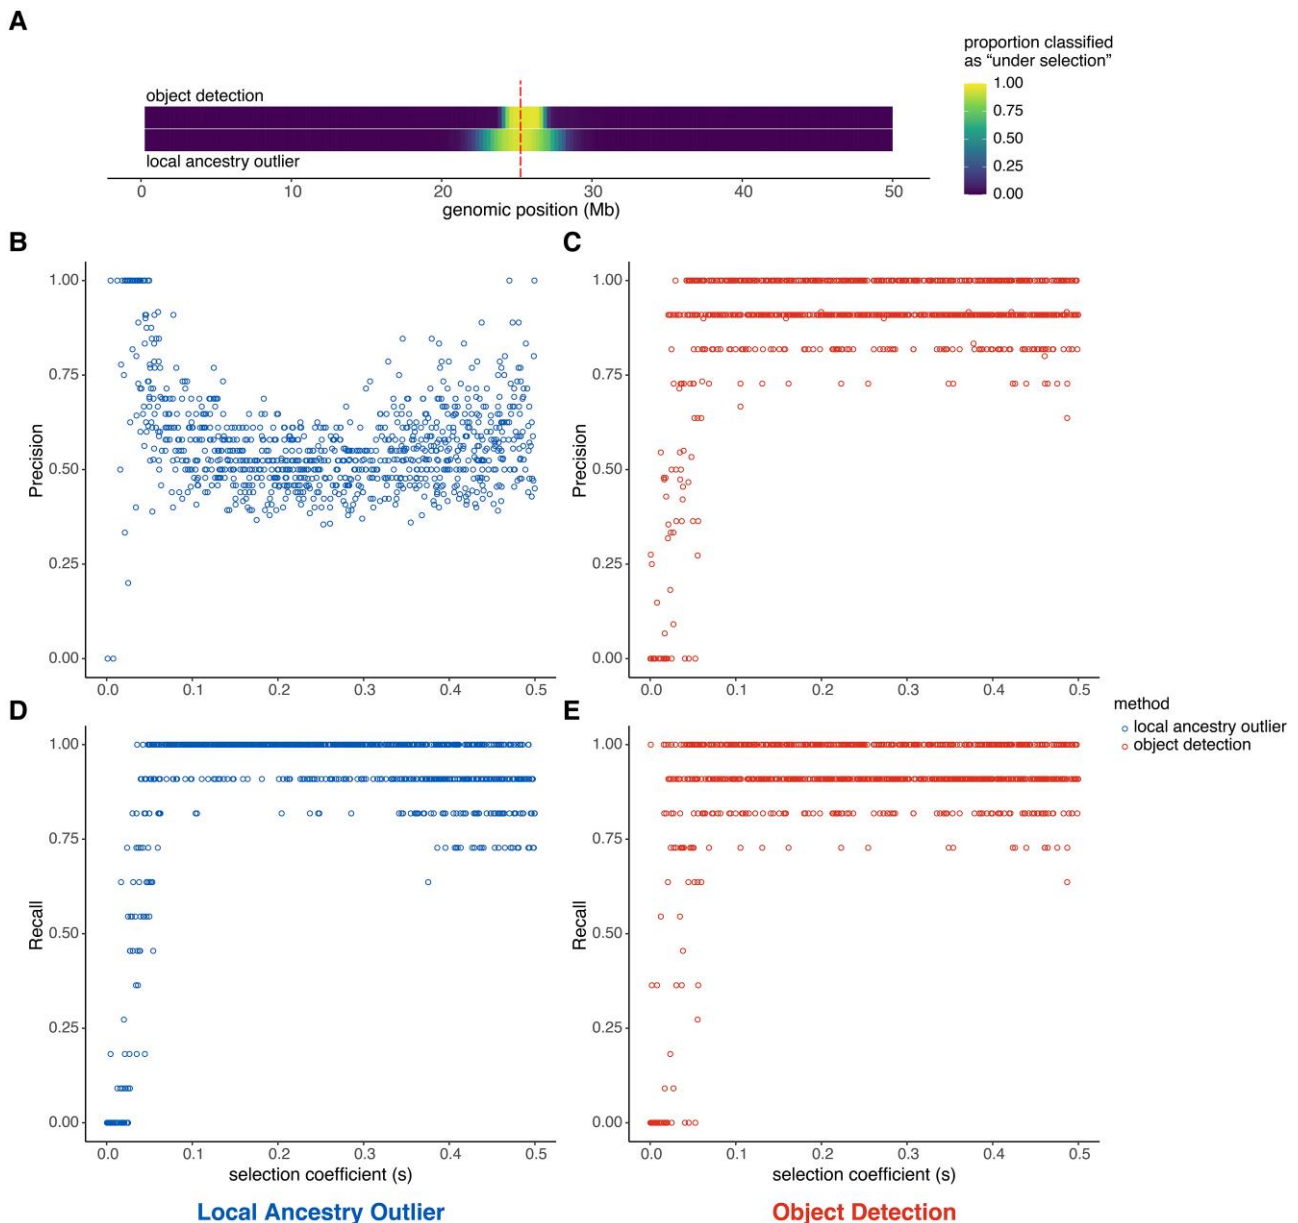 A
proportion classified
as “under selection”
object detection
1.00
0.75
0.50
0.25
0.00
local ancestry outlier
0 10 20 30 40 50
genomic position (Mb)
B
Precision
1.00
0.75
0.50
0.25
0.00
0.0 0.1 0.2 0.3 0.4 0.5
C
Precision
1.00
0.75
0.50
0.25
0.00
0.0 0.1 0.2 0.3 0.4 0.5
D
Recall
1.00
0.75
0.50
0.25
0.00
0.0 0.1 0.2 0.3 0.4 0.5
selection coefficient (s)
Local Ancestry Outlier
E
Recall
1.00
0.75
0.50
0.25
0.00
0.0 0.1 0.2 0.3 0.4 0.5
selection coefficient (s)
Object Detection
method
local ancestry outlier
object detection